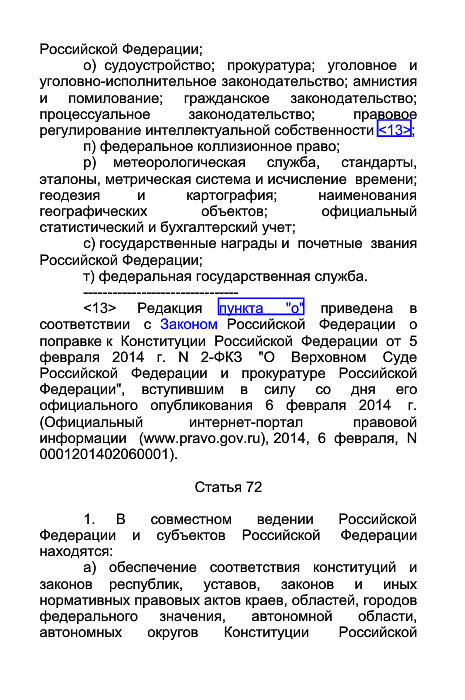 Российской Федерации;
о) судоустройство; прокуратура; уголовное и
уголовно-исполнительное законодательство; амнистия
и помилование; гражданское законодательство;
процессуальное законодательство; правовое
регулирование интеллектуальной собственности <13>;
п) федеральное коллизионное право;
р) метеорологическая служба, стандарты,
эталоны, метрическая система и исчисление времени;
геодезия и картография; наименования
географических объектов; официальный
статистический и бухгалтерский учет;
с) государственные награды и почетные звания
Российской Федерации;
т) федеральная государственная служба.
--------------------------------
<13> Редакция пункта "о" приведена в
соответствии с Законом Российской Федерации о
поправке к Конституции Российской Федерации от 5
февраля 2014 г. N 2-ФКЗ "О Верховном Суде
Российской Федерации и прокуратуре Российской
Федерации", вступившим в силу со дня его
официального опубликования 6 февраля 2014 г.
(Официальный интернет-портал правовой
информации (www.pravo.gov.ru), 2014, 6 февраля, N
0001201402060001).
Статья 72
1. В совместном ведении Российской
Федерации и субъектов Российской Федерации
находятся:
а) обеспечение соответствия конституций и
законов республик, уставов, законов и иных
нормативных правовых актов краев, областей, городов
федерального значения, автономной области,
автономных округов Конституции Российской